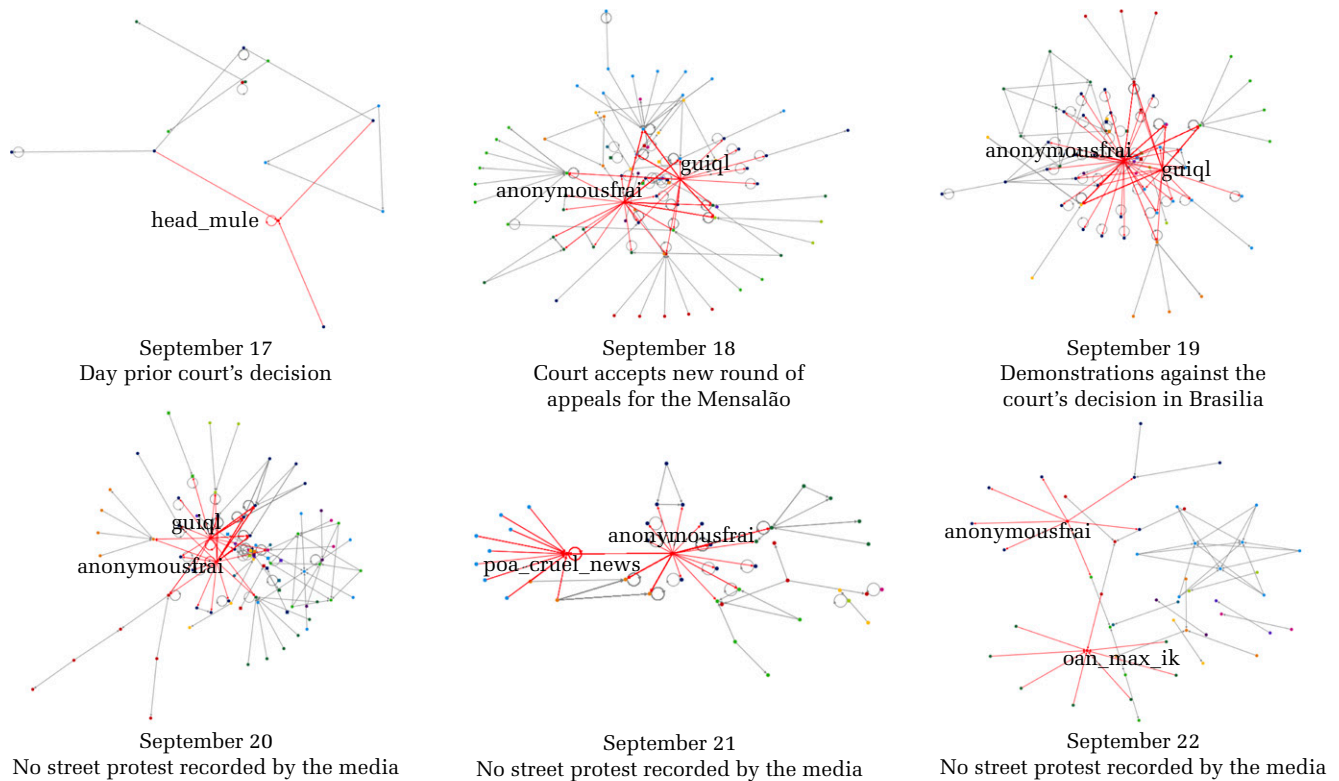 head_mule
September 17
Day prior court's decision
guiql
anonymousfrai
September 18
Court accepts new round of
appeals for the Mensalão
anonymousfrai
guiql
September 19
Demonstrations against the
court's decision in Brasilia
guiql
anonymousfrai
September 20
No street protest recorded by the media
anonymousfrai
poa_cruel_news
September 21
No street protest recorded by the media
anonymousfrai
oan_max_ik
September 22
No street protest recorded by the media